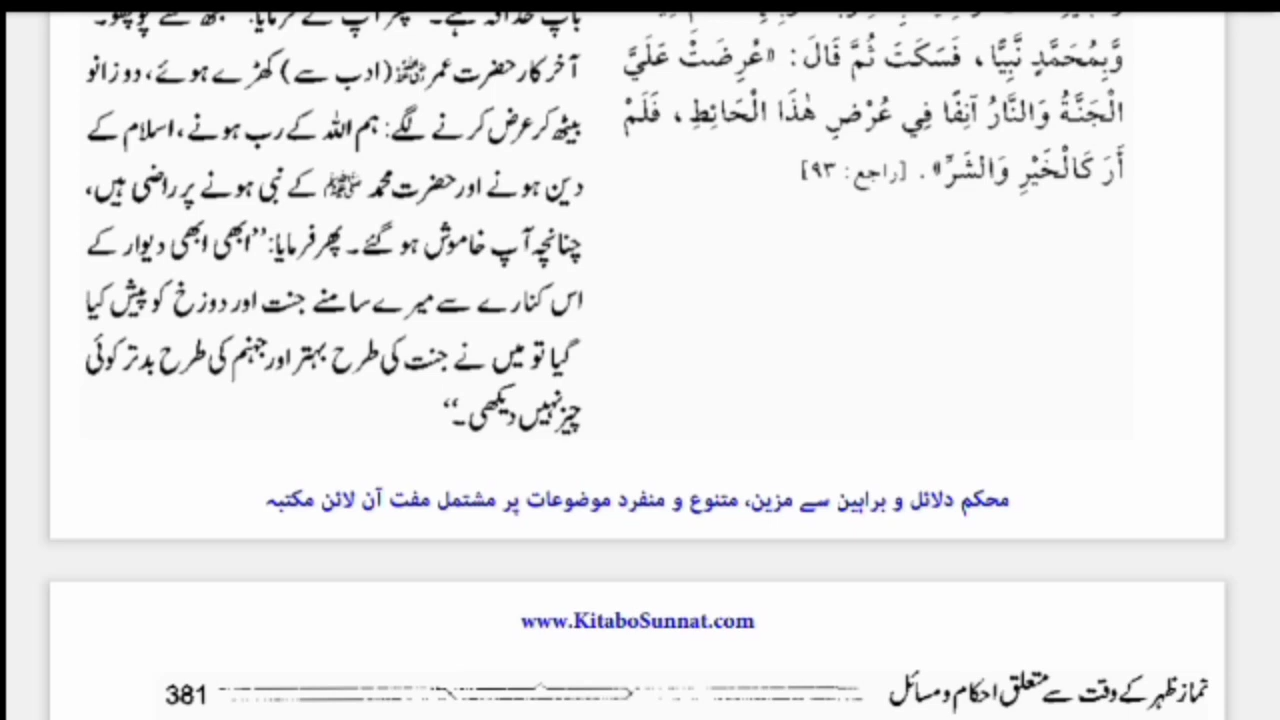 وَّبِمُحَمَّدٍ نَّبِيًّا، فَسَكَتَ ثُمَّ قَالَ: «عُرِضَتْ عَلَيَّ
الْجَنَّةُ وَالنَّارُ آنِفًا فِي عُرْضِ هٰذَا الْحَائِطِ، فَلَمْ
أَرَ كَالْخَيْرِ وَالشَّرِّ». [راجع: ٩٣]
آخر کار حضرت عمر ؓ (ادب سے) کھڑے ہوئے، دو زانو
بیٹھ کر عرض کرنے لگے: ہم اللہ کے رب ہونے، اسلام کے
دین ہونے اور حضرت محمد ﷺ کے نبی ہونے پر راضی ہیں،
چنانچہ آپ خاموش ہو گئے۔ پھر فرمایا: ”ابھی ابھی دیوار کے
اس کنارے سے میرے سامنے جنت اور دوزخ کو پیش کیا
گیا تو میں نے جنت کی طرح بہتر اور جہنم کی طرح بدتر کوئی
چیز نہیں دیکھی۔“
محکم دلائل و براہین سے مزین، متنوع و منفرد موضوعات پر مشتمل مفت آن لائن مکتبہ
www.KitaboSunnat.com
نماز ظہر کے وقت سے متعلق احکام و مسائل
381